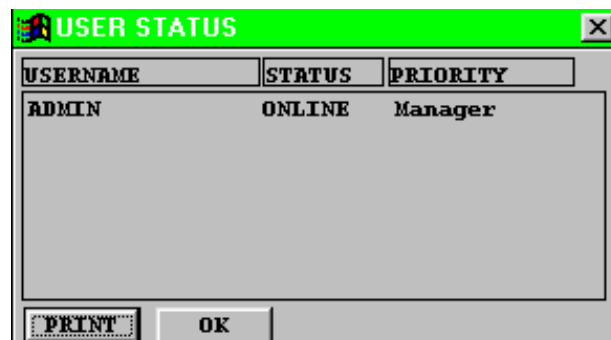 USER STATUS
USERNAME STATUS PRIORITY
ADMIN ONLINE Manager
PRINT OK